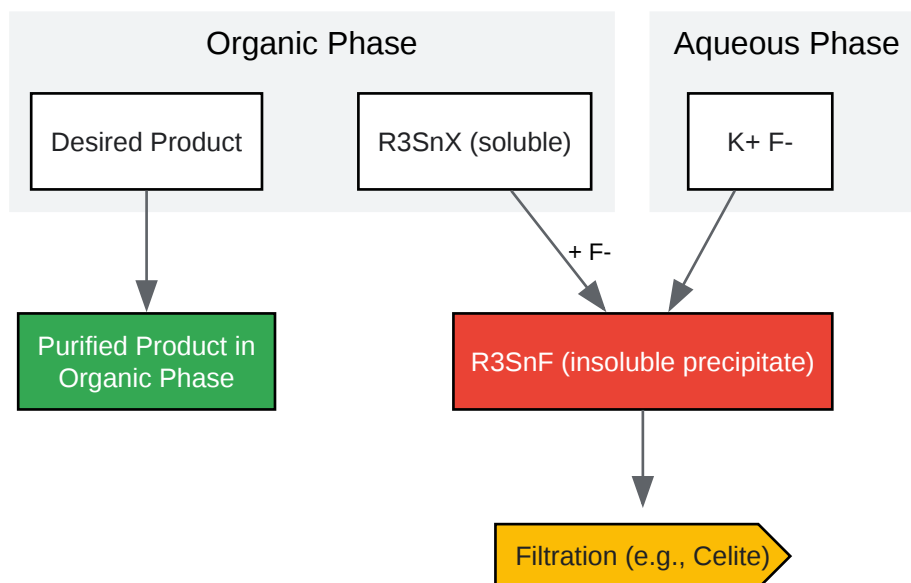 Organic Phase
Aqueous Phase
Desired Product
R3SnX (soluble)
K+ F-
+ F-
Purified Product in
Organic Phase
R3SnF (insoluble precipitate)
Filtration (e.g., Celite)